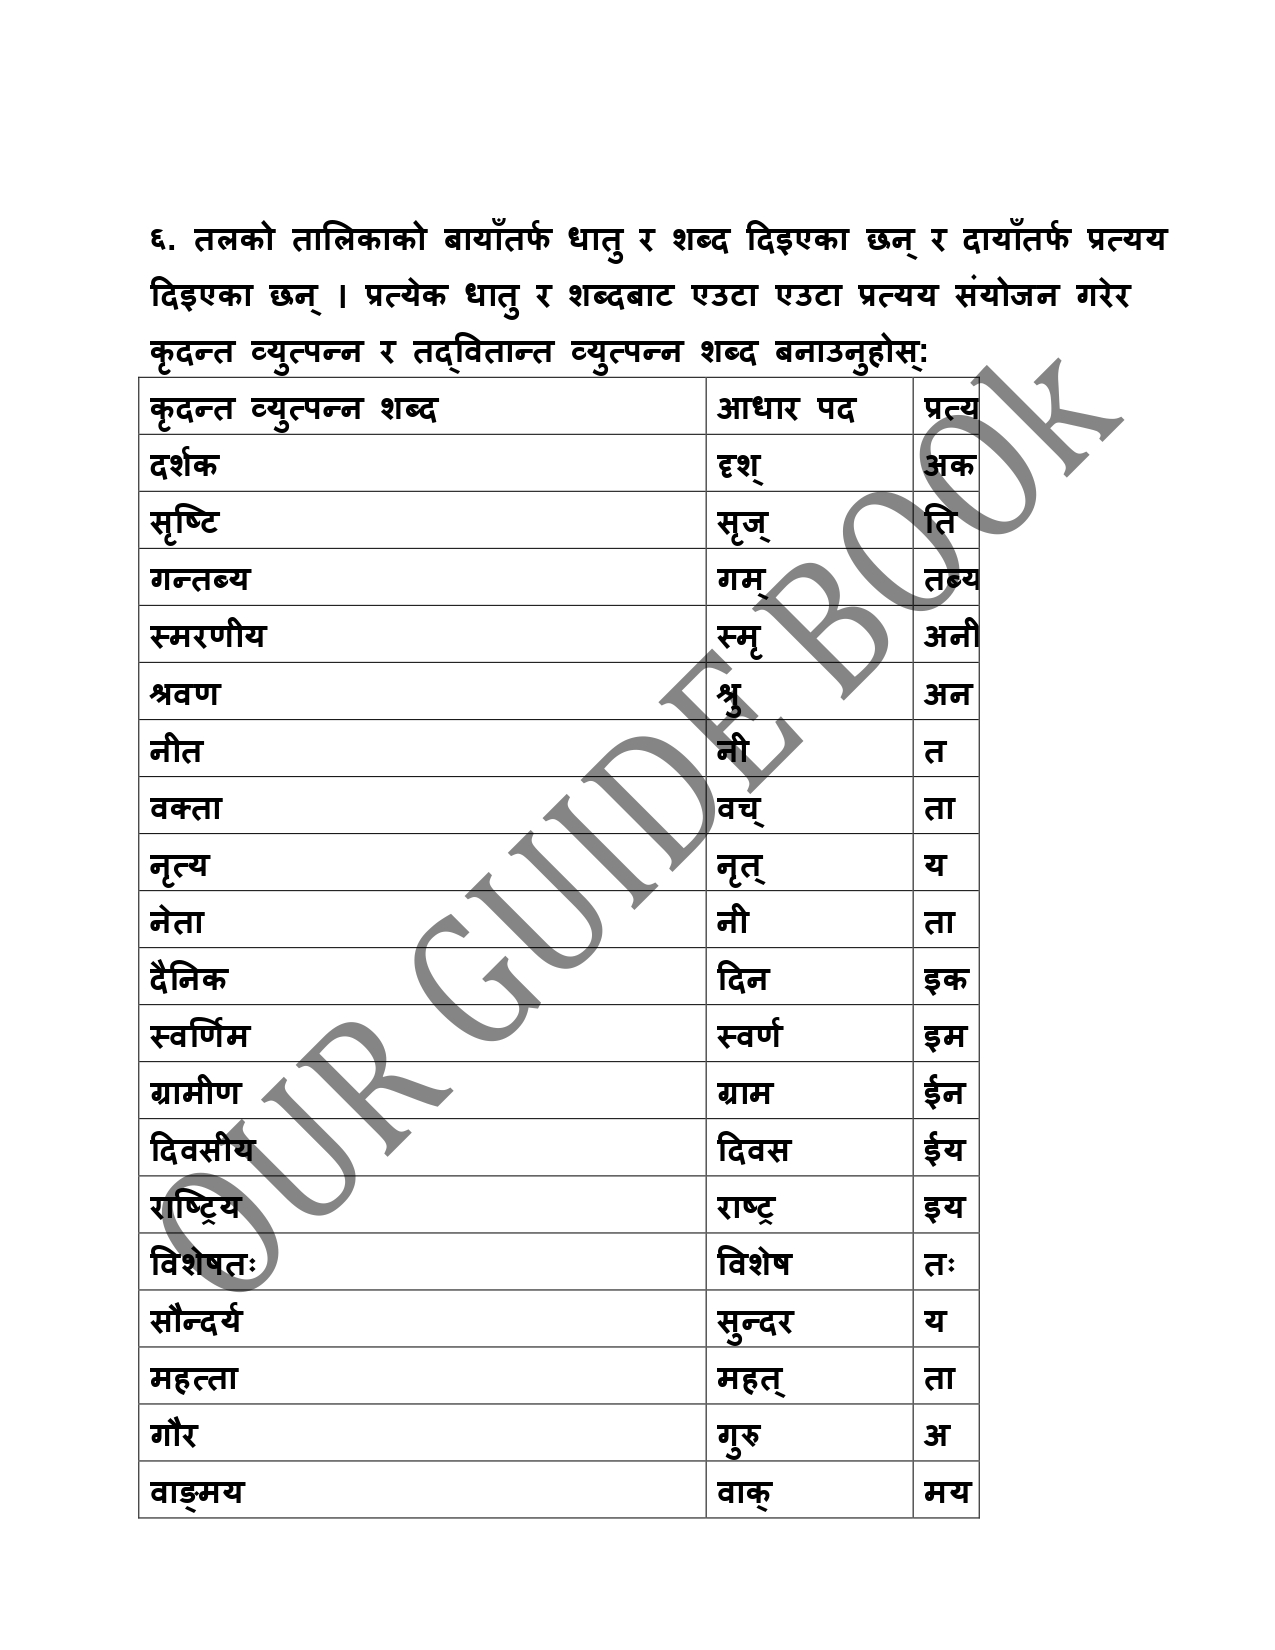 ६. तलको तालिकाको बायाँतर्फ धातु र शब्द दिइएका छन् र दायाँतर्फ प्रत्यय
दिइएका छन् । प्रत्येक धातु र शब्दबाट एउटा एउटा प्रत्यय संयोजन गरेर
कृदन्त व्युत्पन्न र तद्वितान्त व्युत्पन्न शब्द बनाउनुहोस्:
कृदन्त व्युत्पन्न शब्द आधार पद प्रत्य
दर्शक दृश् अक
सृष्टि सृज् ति
गन्तब्य गम् तब्य
स्मरणीय स्मृ अनी
श्रवण श्रु अन
नीत नी त
वक्ता वच् ता
नृत्य नृत् य
नेता नी ता
दैनिक दिन इक
स्वर्णिम स्वर्ण इम
ग्रामीण ग्राम ईन
दिवसीय दिवस ईय
राष्ट्रिय राष्ट्र इय
विशेषतः विशेष तः
सौन्दर्य सुन्दर य
महत्ता महत् ता
गौर गुरु अ
वाङ्मय वाक् मय
OUR GUIDE BOOk